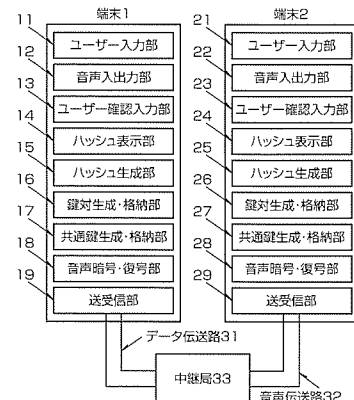 端末1
11 ユーザー入力部
12 音声入出力部
13 ユーザー確認入力部
14 ハッシュ表示部
15 ハッシュ生成部
16 鍵対生成・格納部
17 共通鍵生成・格納部
18 音声暗号・復号部
19 送受信部
端末2
21 ユーザー入力部
22 音声入出力部
23 ユーザー確認入力部
24 ハッシュ表示部
25 ハッシュ生成部
26 鍵対生成・格納部
27 共通鍵生成・格納部
28 音声暗号・復号部
29 送受信部
データ伝送路31
中継局33
音声伝送路32